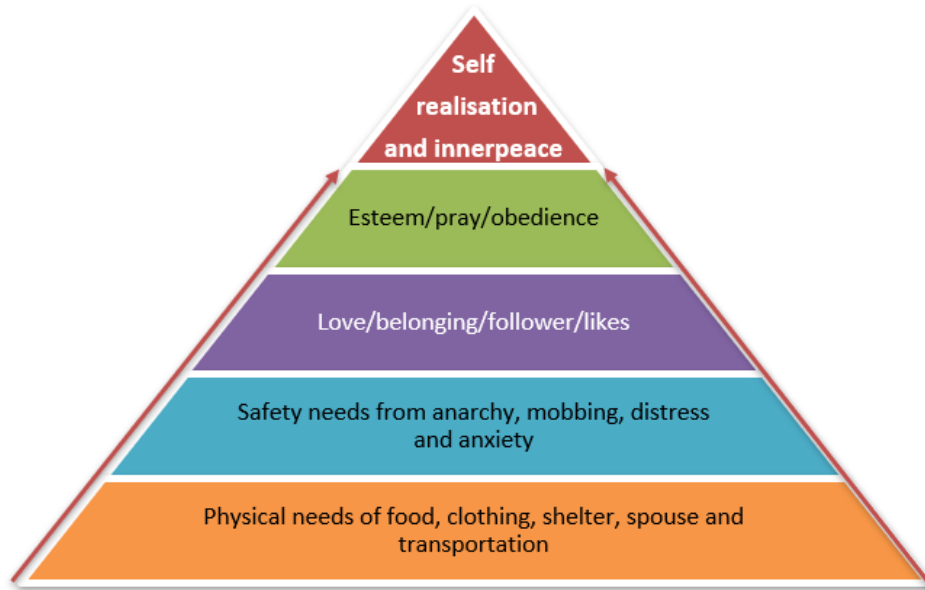 Self
realisation
and innerpeace
Esteem/pray/obedience
Love/belonging/follower/likes
Safety needs from anarchy, mobbing, distress
and anxiety
Physical needs of food, clothing, shelter, spouse and
transportation